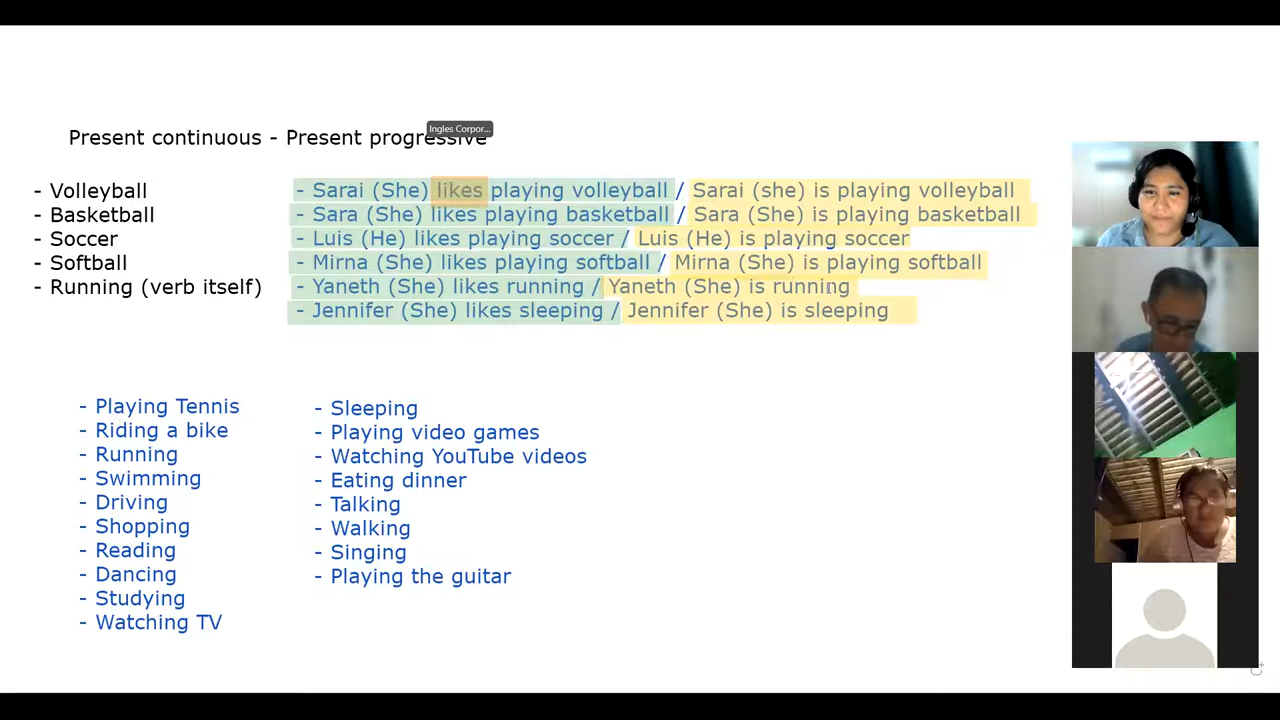 Ingles Corpor...
Present continuous - Present progressive
- Volleyball
- Basketball
- Soccer
- Softball
- Running (verb itself)
- Sarai (She) likes playing volleyball / Sarai (she) is playing volleyball
- Sara (She) likes playing basketball / Sara (She) is playing basketball
- Luis (He) likes playing soccer / Luis (He) is playing soccer
- Mirna (She) likes playing softball / Mirna (She) is playing softball
- Yaneth (She) likes running / Yaneth (She) is running
- Jennifer (She) likes sleeping / Jennifer (She) is sleeping
- Playing Tennis
- Riding a bike
- Running
- Swimming
- Driving
- Shopping
- Reading
- Dancing
- Studying
- Watching TV
- Sleeping
- Playing video games
- Watching YouTube videos
- Eating dinner
- Talking
- Walking
- Singing
- Playing the guitar